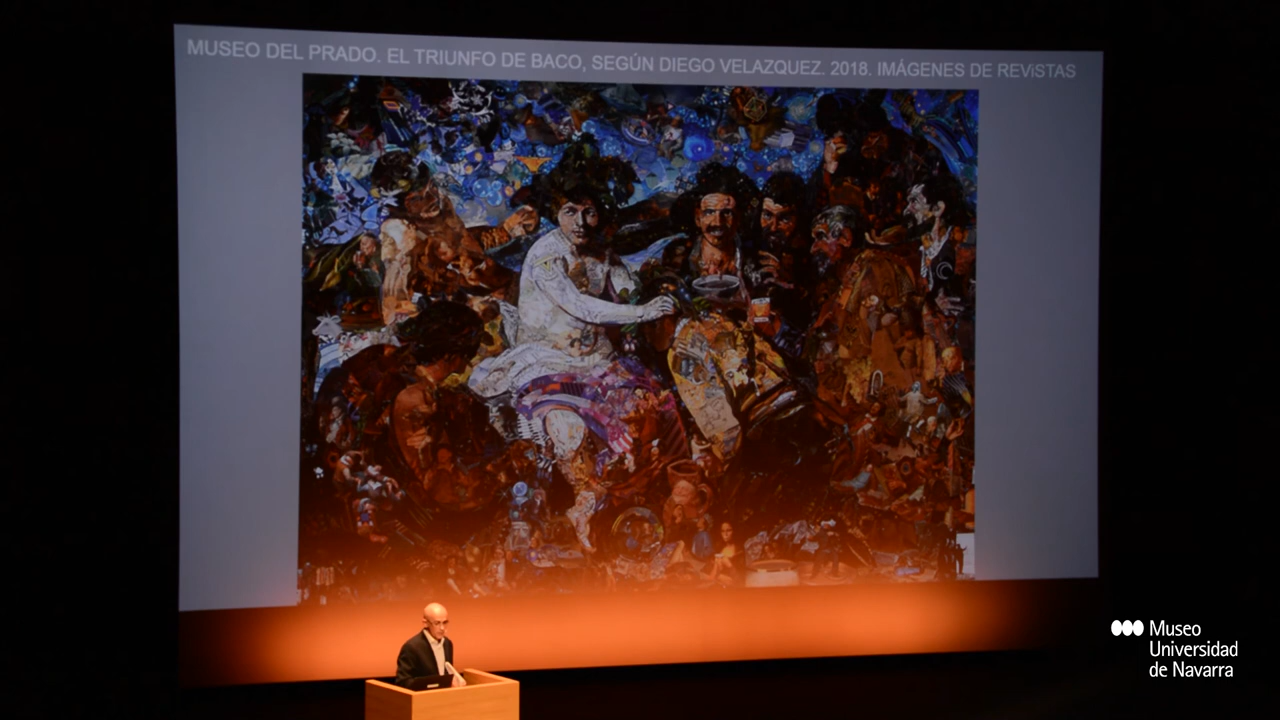 MUSEO DEL PRADO. EL TRIUNFO DE BACO, SEGÚN DIEGO VELAZQUEZ. 2018. IMÁGENES DE REViSTAS
Museo
Universidad
de Navarra